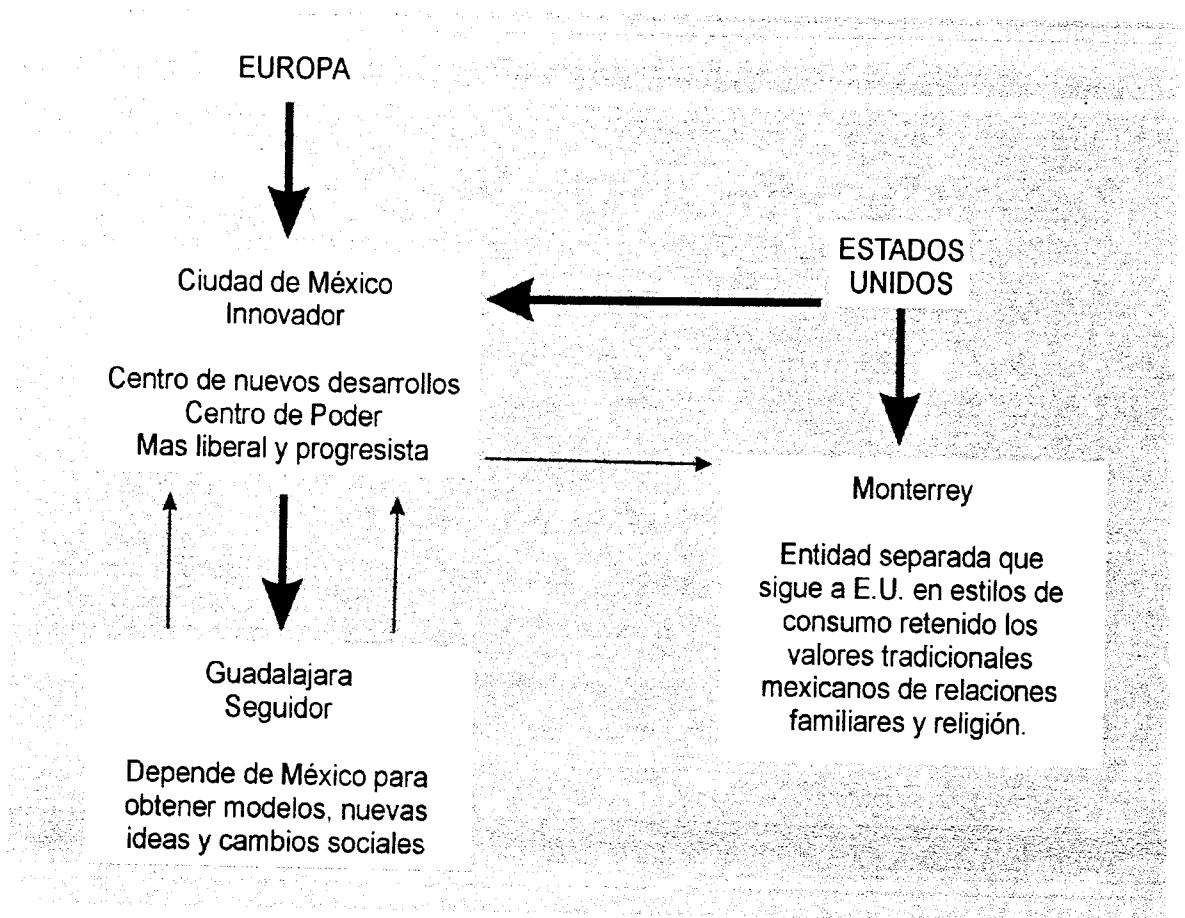 EUROPA
Ciudad de México
Innovador
Centro de nuevos desarrollos
Centro de Poder
Mas liberal y progresista
ESTADOS
UNIDOS
Monterrey
Entidad separada que
sigue a E.U. en estilos de
consumo retenido los
valores tradicionales
mexicanos de relaciones
familiares y religión.
Guadalajara
Seguidor
Depende de México para
obtener modelos, nuevas
ideas y cambios sociales